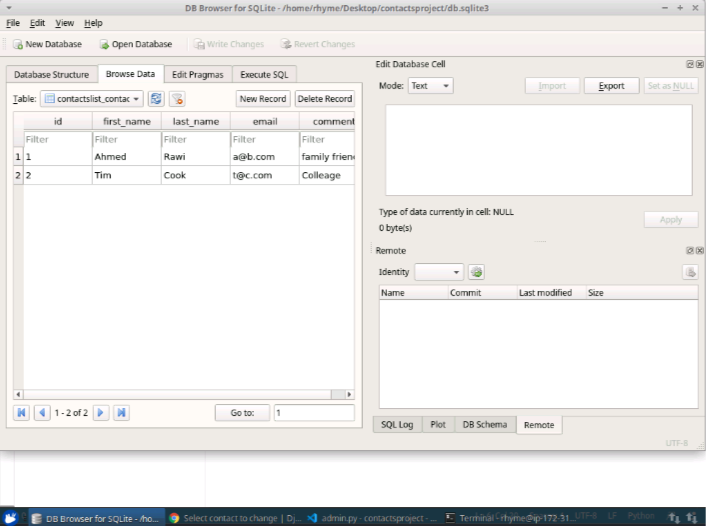 DB Browser for SQLite - /home/rhyme/Desktop/contactsproject/db.sqlite3
File Edit View Help
New Database Open Database Write Changes Revert Changes
Database Structure Browse Data Edit Pragmas Execute SQL
Table: contactslist_contac New Record Delete Record
id first_name last_name email comment
Filter Filter Filter Filter Filter
1 1 Ahmed Rawi a@b.com family frien
2 2 Tim Cook t@c.com Colleage
1 - 2 of 2 Go to: 1
Edit Database Cell
Mode: Text Import Export Set as NULL
Type of data currently in cell: NULL
0 byte(s)
Apply
Remote
Identity
Name Commit Last modified Size
SQL Log Plot DB Schema Remote
UTF-8
DB Browser for SQLite - /ho... Select contact to change | Dj... admin.py - contactsproject - ... Terminal - rhyme@ip-172-31... UTF-8 LF Python